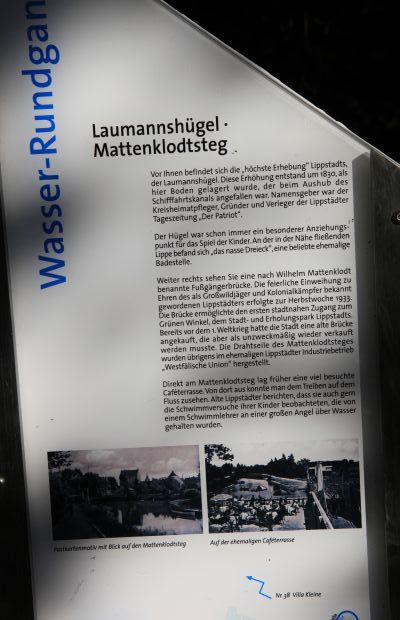 Wasser-Rundgan
Laumannshügel ·
Mattenklodtsteg
Vor Ihnen befindet sich die „höchste Erhebung" Lippstadts,
der Laumannshügel. Diese Erhöhung entstand um 1830, als
hier Boden gelagert wurde, der beim Aushub des
Schifffahrtskanals angefallen war. Namensgeber war der
Kreisheimatpfleger, Gründer und Verleger der Lippstädter
Tageszeitung „Der Patriot".
Der Hügel war schon immer ein besonderer Anziehungs-
punkt für das Spiel der Kinder. An der in der Nähe fließenden
Lippe befand sich „das nasse Dreieck", eine beliebte ehemalige
Badestelle.
Weiter rechts sehen Sie eine nach Wilhelm Mattenklodt
benannte Fußgängerbrücke. Die feierliche Einweihung zu
Ehren des als Großwildjäger und Kolonialkämpfer bekannt
gewordenen Lippstädters erfolgte zur Herbstwoche 1933.
Die Brücke ermöglichte den ersten stadtnahen Zugang zum
Grünen Winkel, dem Stadt- und Erholungspark Lippstadts.
Bereits vor dem 1. Weltkrieg hatte die Stadt eine alte Brücke
angekauft, die aber als unzweckmäßig wieder verkauft
werden musste. Die Drahtseile des Mattenklodtsteges
wurden übrigens im ehemaligen Lippstädter Industriebetrieb
„Westfälische Union" hergestellt.
Direkt am Mattenklodtsteg lag früher eine viel besuchte
Caféterrasse. Von dort aus konnte man dem Treiben auf dem
Fluss zusehen. Alte Lippstädter berichten, dass sie auch gern
die Schwimmversuche ihrer Kinder beobachteten, die von
einem Schwimmlehrer an einer großen Angel über Wasser
gehalten wurden.
Postkartenmotiv mit Blick auf den Mattenklodtsteg
Auf der ehemaligen Caféterrasse
Nr 38 Villa Kleine